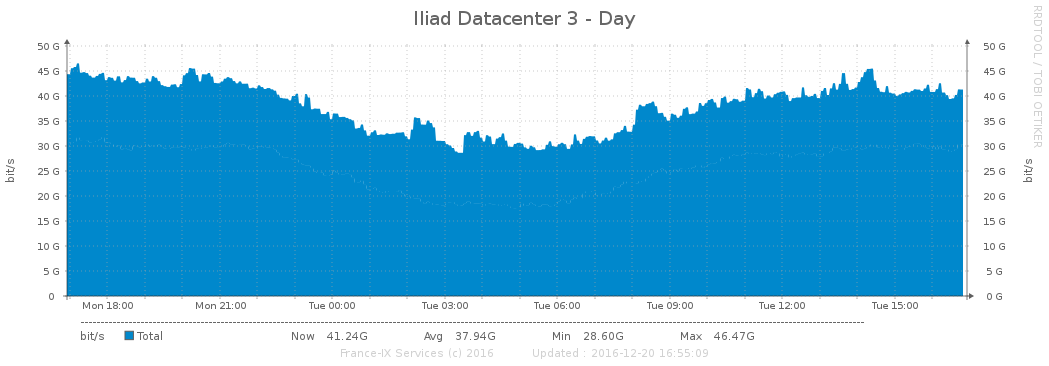 Iliad Datacenter 3 - Day
RRDTOOL / TOBI OETIKER
50 G 50 G
45 G 45 G
40 G 40 G
35 G 35 G
30 G 30 G
25 G 25 G
20 G 20 G
15 G 15 G
10 G 10 G
5 G 5 G
0 0 G
bit/s bit/s
Mon 18:00 Mon 21:00 Tue 00:00 Tue 03:00 Tue 06:00 Tue 09:00 Tue 12:00 Tue 15:00
bit/s Total Now 41.24G Avg 37.94G Min 28.60G Max 46.47G
France-IX Services (c) 2016 Updated : 2016-12-20 16:55:09